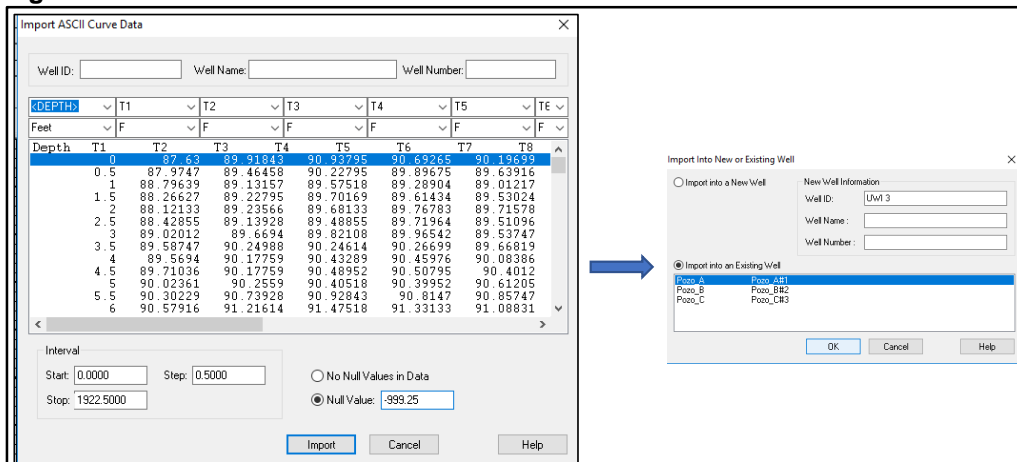 Import ASCII Curve Data
Well ID: Well Name: Well Number:
<DEPTH> T1 T2 T3 T4 T5 T6
Feet F F F F F F
Depth T1 T2 T3 T4 T5 T6 T7 T8
0 87.63 89.91843 90.93795 90.69265 90.19699
0.5 87.9747 89.46458 90.22795 89.89675 89.63916
1 88.79639 89.13157 89.57518 89.28904 89.01217
1.5 88.26627 89.22795 89.70169 89.61434 89.53024
2 88.12133 89.23566 89.68133 89.76783 89.71578
2.5 88.42855 89.13928 89.48855 89.71964 89.51096
3 89.02012 89.6694 89.82108 89.96542 89.53747
3.5 89.58747 90.24988 90.24614 90.26699 89.66819
4 89.5694 90.17759 90.43289 90.45976 90.08386
4.5 89.71036 90.17759 90.48952 90.50795 90.4012
5 90.02361 90.2559 90.40518 90.39952 90.61205
5.5 90.30229 90.73928 90.92843 90.8147 90.85747
6 90.57916 91.21614 91.47518 91.33133 91.08831
Interval
Start: 0.0000 Step: 0.5000
Stop: 1922.5000
No Null Values in Data
Null Value: -999.25
Import Cancel Help
Import Into New or Existing Well
Import into a New Well
New Well Information
Well ID: UWI 3
Well Name :
Well Number :
Import into an Existing Well
Pozo_A Pozo_A#1
Pozo_B Pozo_B#2
Pozo_C Pozo_C#3
OK Cancel Help